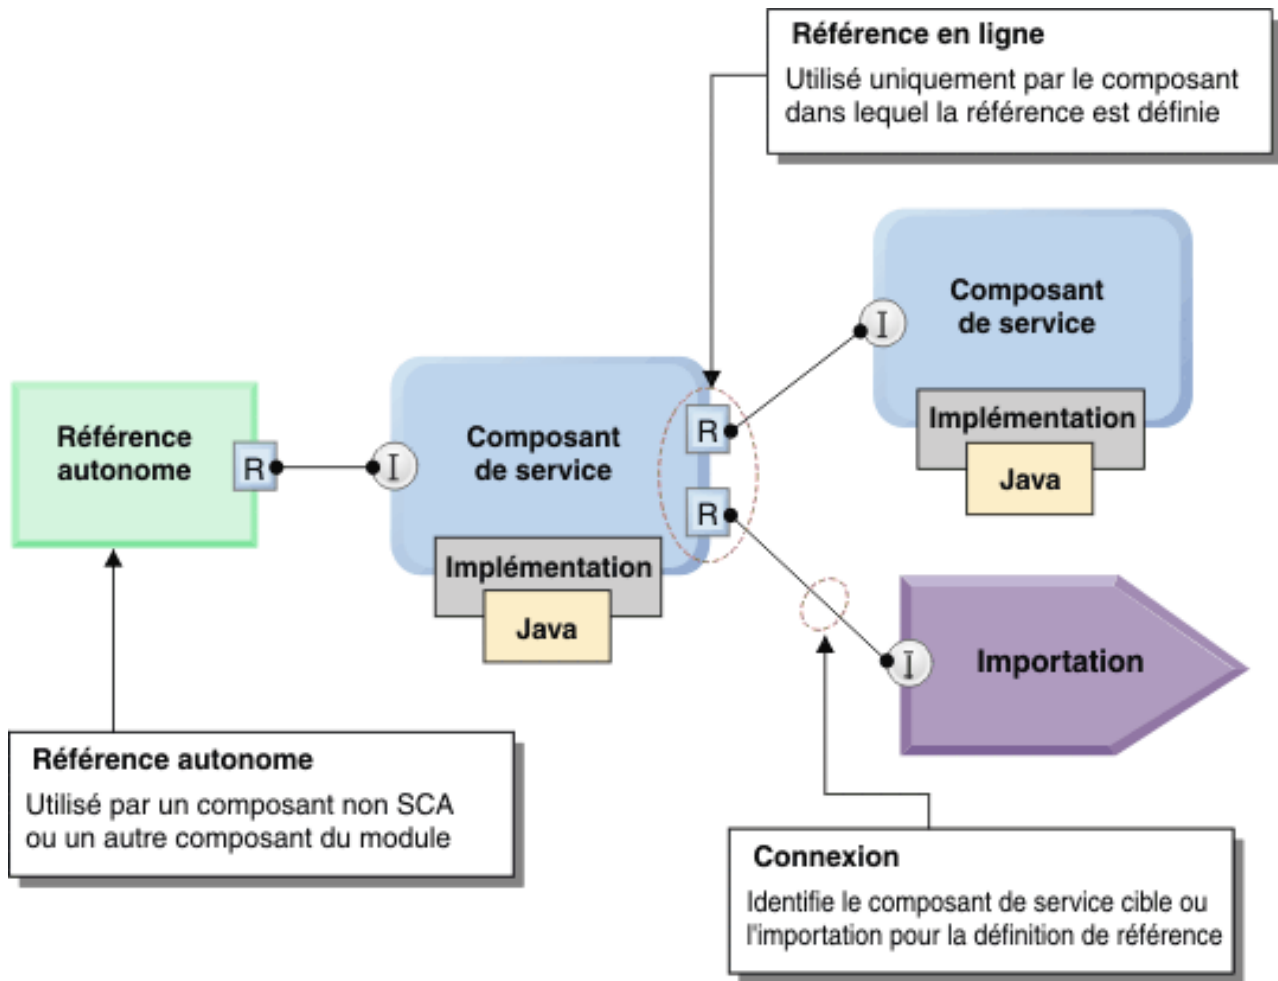 Référence en ligne
Utilisé uniquement par le composant
dans lequel la référence est définie
Composant
de service
I
Implémentation
Java
Référence
autonome
R
I
Composant
de service
R
R
Implémentation
Java
I
Importation
Référence autonome
Utilisé par un composant non SCA
ou un autre composant du module
Connexion
Identifie le composant de service cible ou
l'importation pour la définition de référence